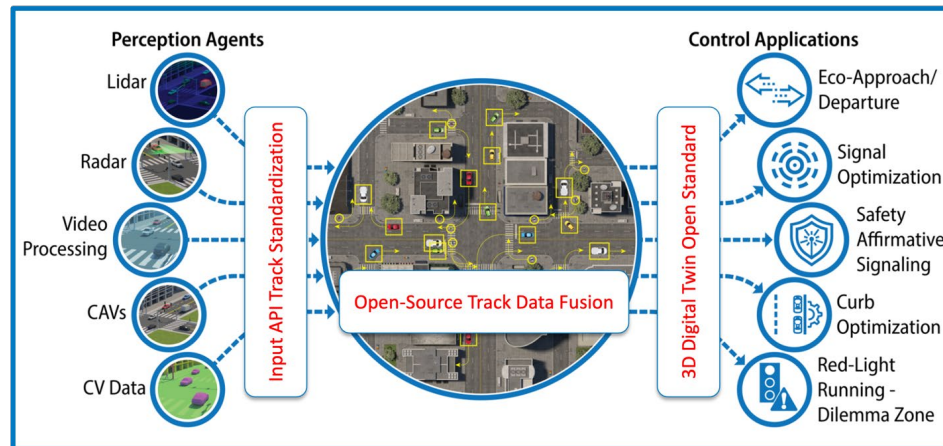 Perception Agents
Lidar
Radar
Video
Processing
CAVs
CV Data
Input API Track Standardization
Open-Source Track Data Fusion
3D Digital Twin Open Standard
Control Applications
Eco-Approach/
Departure
Signal
Optimization
Safety
Affirmative
Signaling
Curb
Optimization
Red-Light
Running -
Dilemma Zone